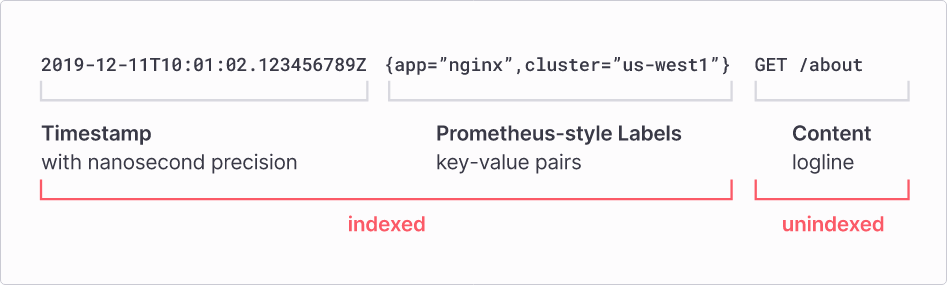 2019-12-11T10:01:02.123456789Z {app=”nginx”,cluster=”us-west1”} GET /about
Timestamp Prometheus-style Labels Content
with nanosecond precision key-value pairs logline
indexed unindexed